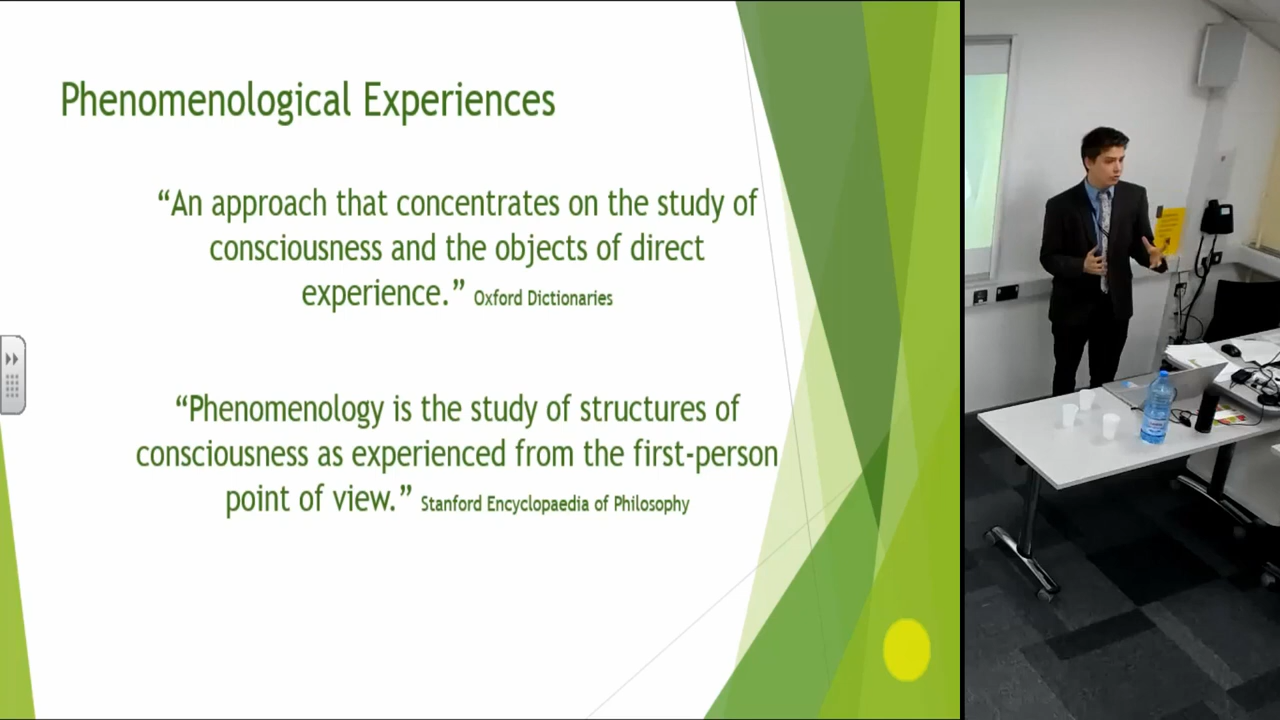 Phenomenological Experiences
“An approach that concentrates on the study of
consciousness and the objects of direct
experience.” Oxford Dictionaries
“Phenomenology is the study of structures of
consciousness as experienced from the first-person
point of view.” Stanford Encyclopaedia of Philosophy